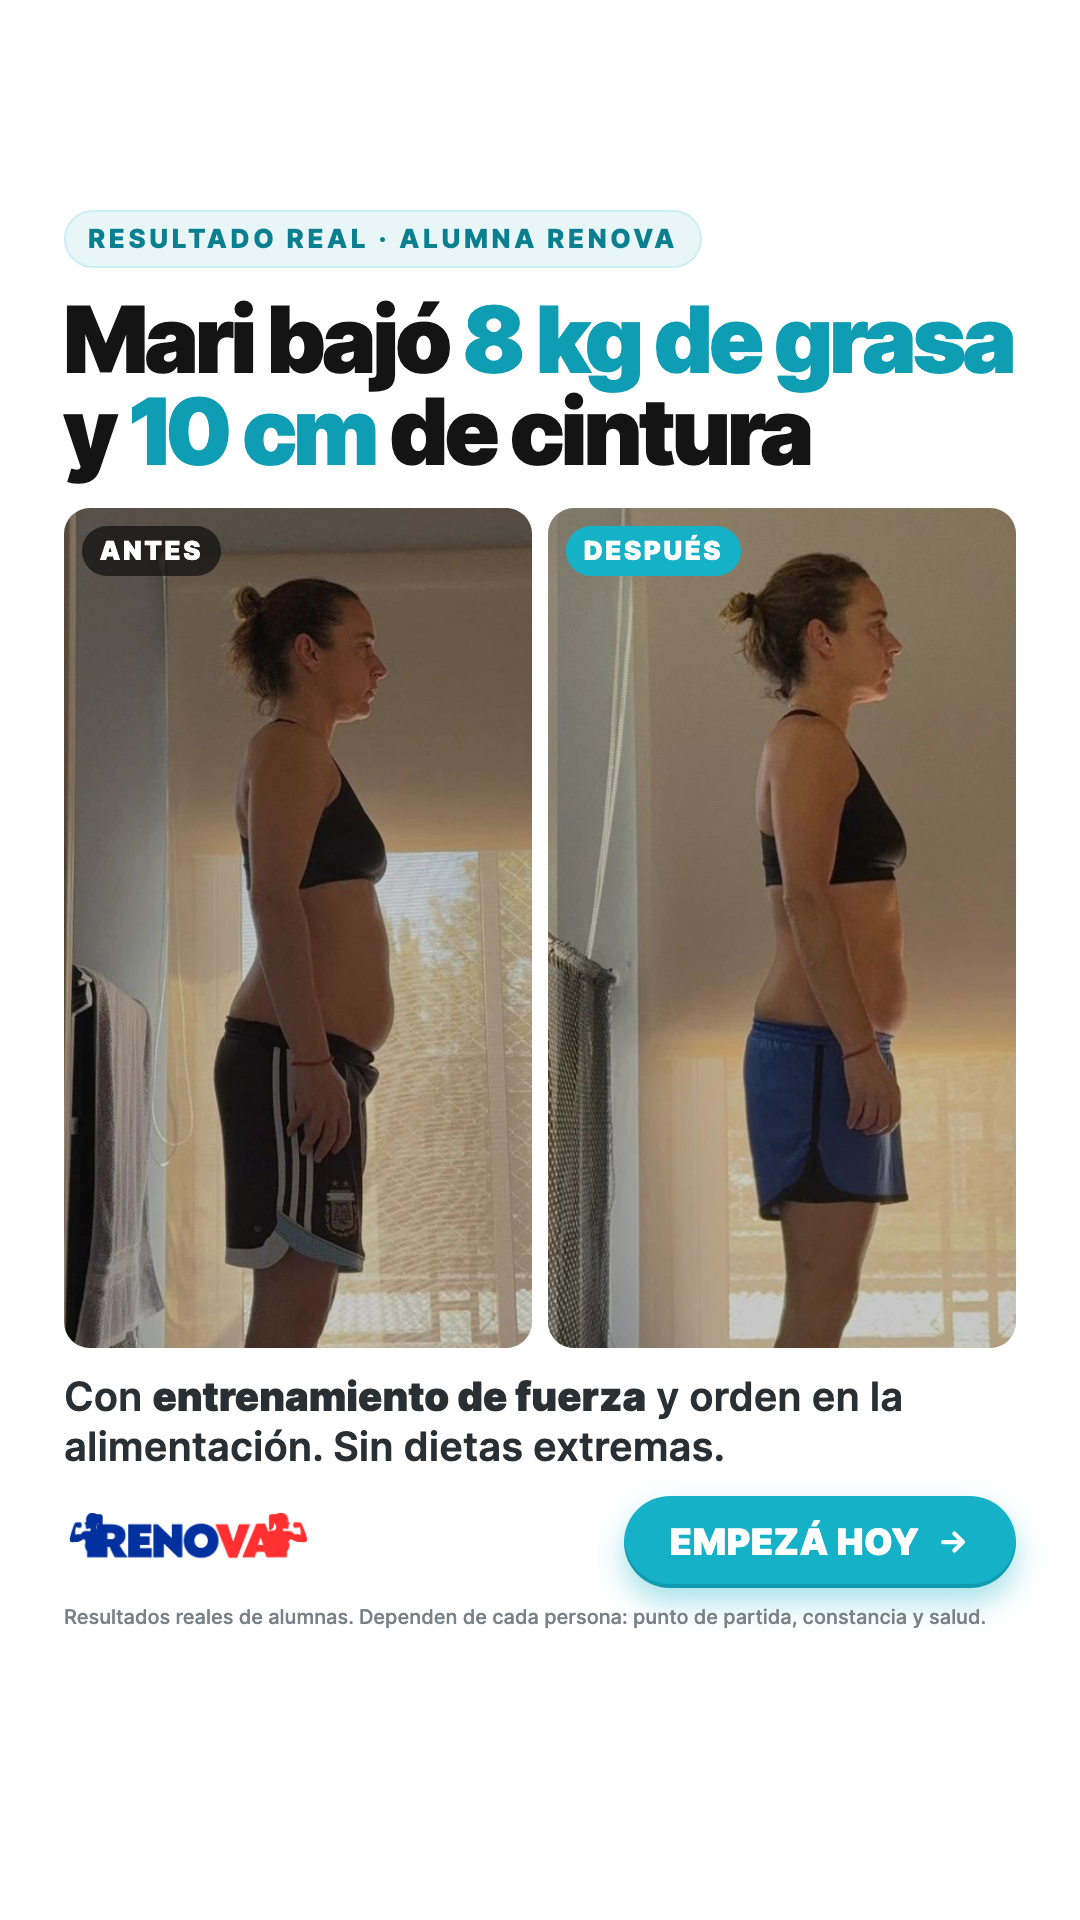 RESULTADO REAL · ALUMNA RENOVA
Mari bajó 8 kg de grasa
y 10 cm de cintura
ANTES
DESPUÉS
Con entrenamiento de fuerza y orden en la
alimentación. Sin dietas extremas.
RENOVA
EMPEZÁ HOY →
Resultados reales de alumnas. Dependen de cada persona: punto de partida, constancia y salud.